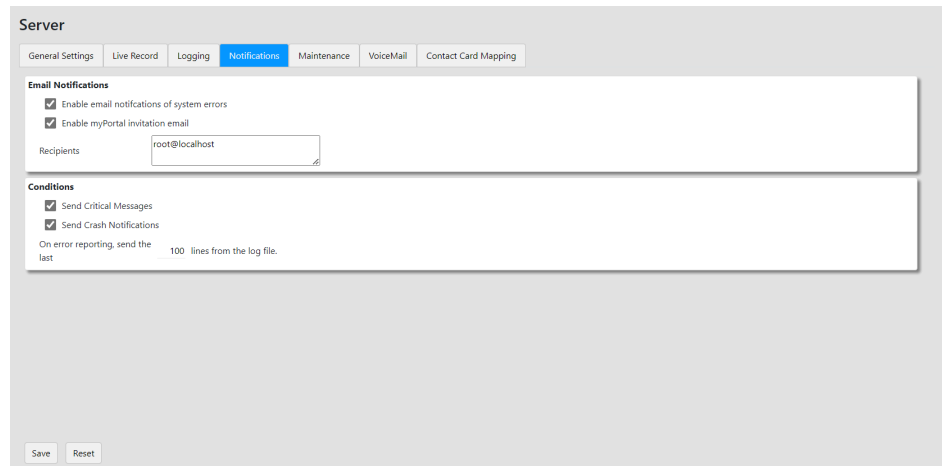 Server
General Settings Live Record Logging Notifications Maintenance VoiceMail Contact Card Mapping
Email Notifications
Enable email notifcations of system errors
Enable myPortal invitation email
Recipients root@localhost
Conditions
Send Critical Messages
Send Crash Notifications
On error reporting, send the
last 100 lines from the log file.
Save Reset